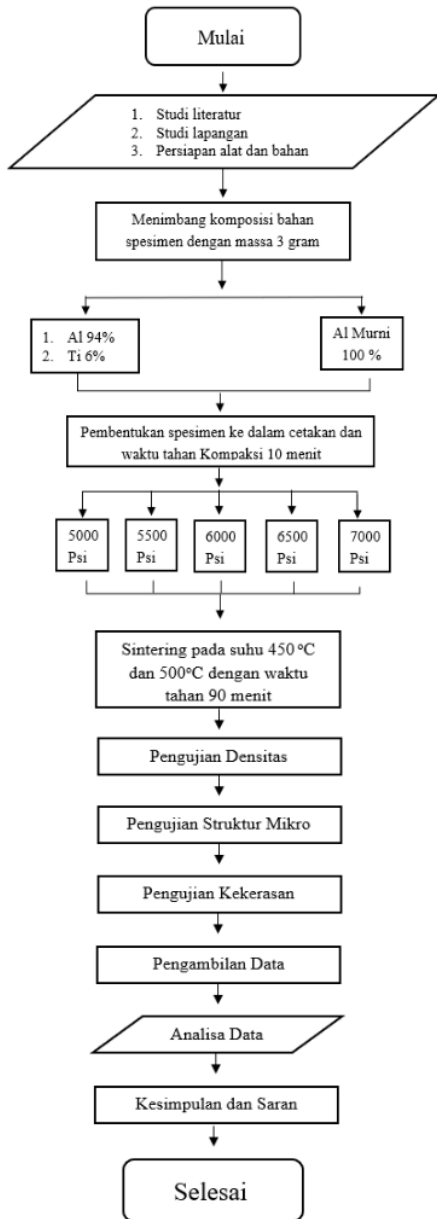 Mulai
1. Studi literatur
2. Studi lapangan
3. Persiapan alat dan bahan
Menimbang komposisi bahan
spesimen dengan massa 3 gram
1. Al 94%
2. Ti 6%
Al Murni
100 %
Pembentukan spesimen ke dalam cetakan dan
waktu tahan Kompaksi 10 menit
5000
Psi
5500
Psi
6000
Psi
6500
Psi
7000
Psi
Sintering pada suhu 450 °C
dan 500°C dengan waktu
tahan 90 menit
Pengujian Densitas
Pengujian Struktur Mikro
Pengujian Kekerasan
Pengambilan Data
Analisa Data
Kesimpulan dan Saran
Selesai